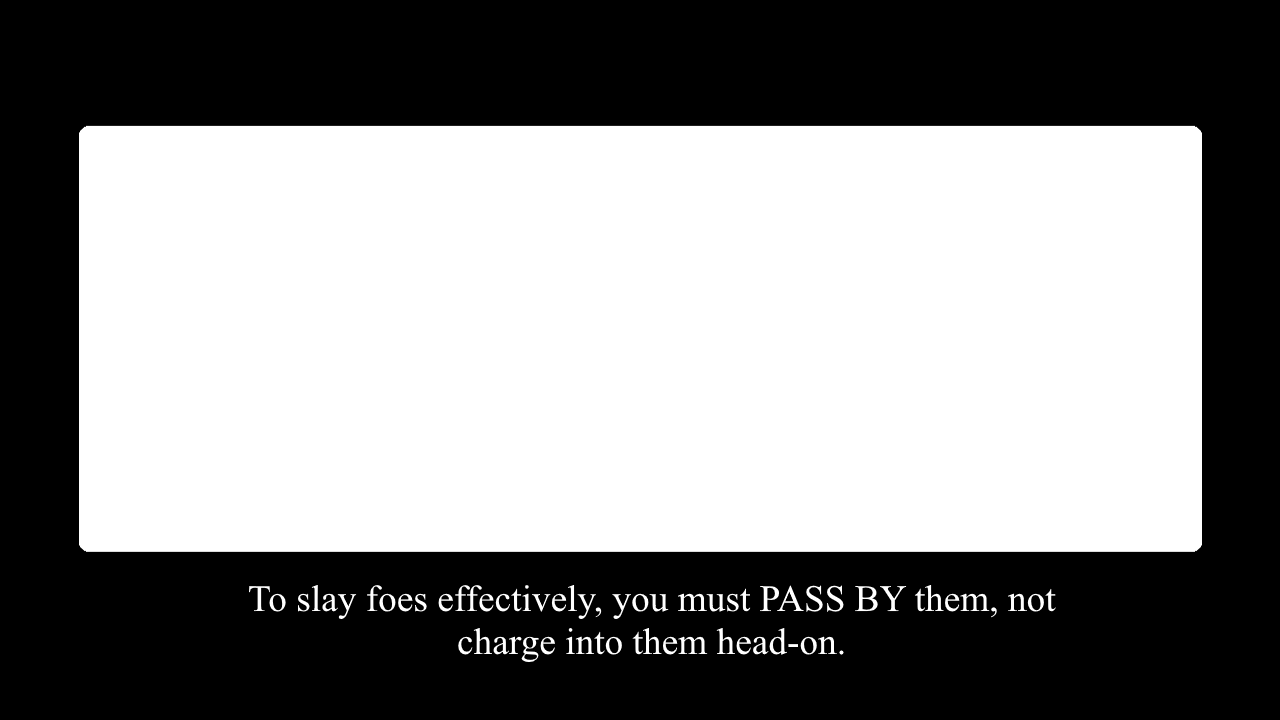 To slay foes effectively, you must PASS BY them, not
charge into them head-on.